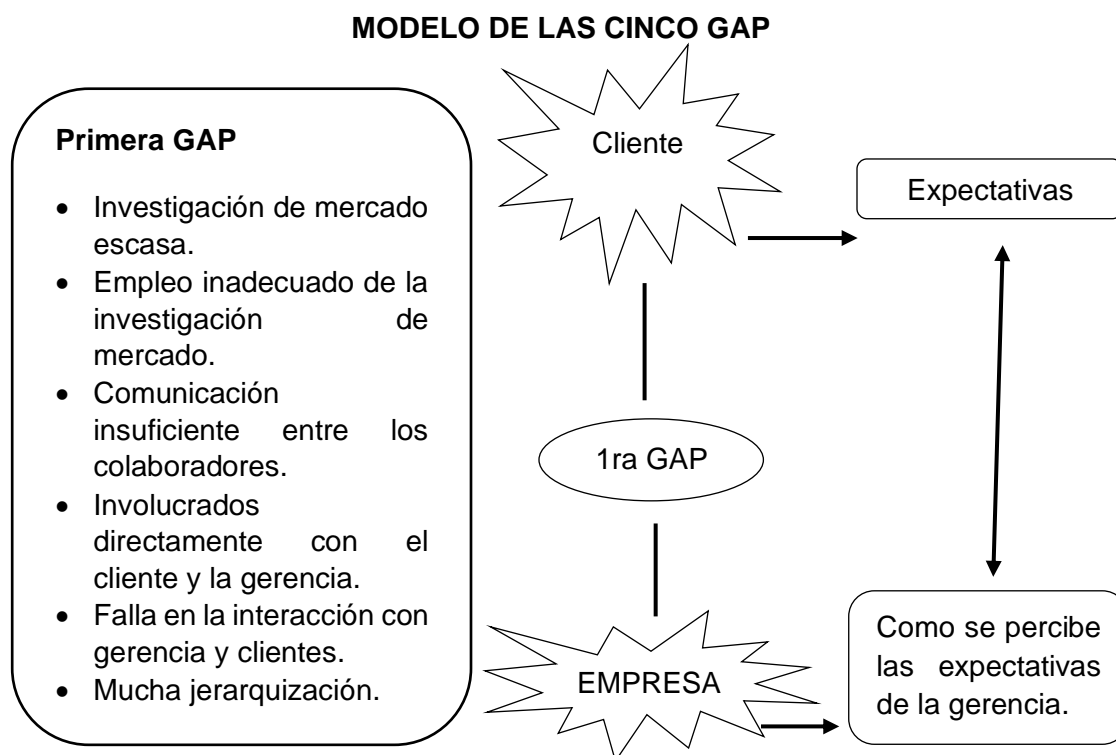 MODELO DE LAS CINCO GAP
Primera GAP
• Investigación de mercado
escasa.
• Empleo inadecuado de la
investigación de
mercado.
• Comunicación
insuficiente entre los
colaboradores.
• Involucrados
directamente con el
cliente y la gerencia.
• Falla en la interacción con
gerencia y clientes.
• Mucha jerarquización.
Cliente
Expectativas
1ra GAP
EMPRESA
Como se percibe
las expectativas
de la gerencia.